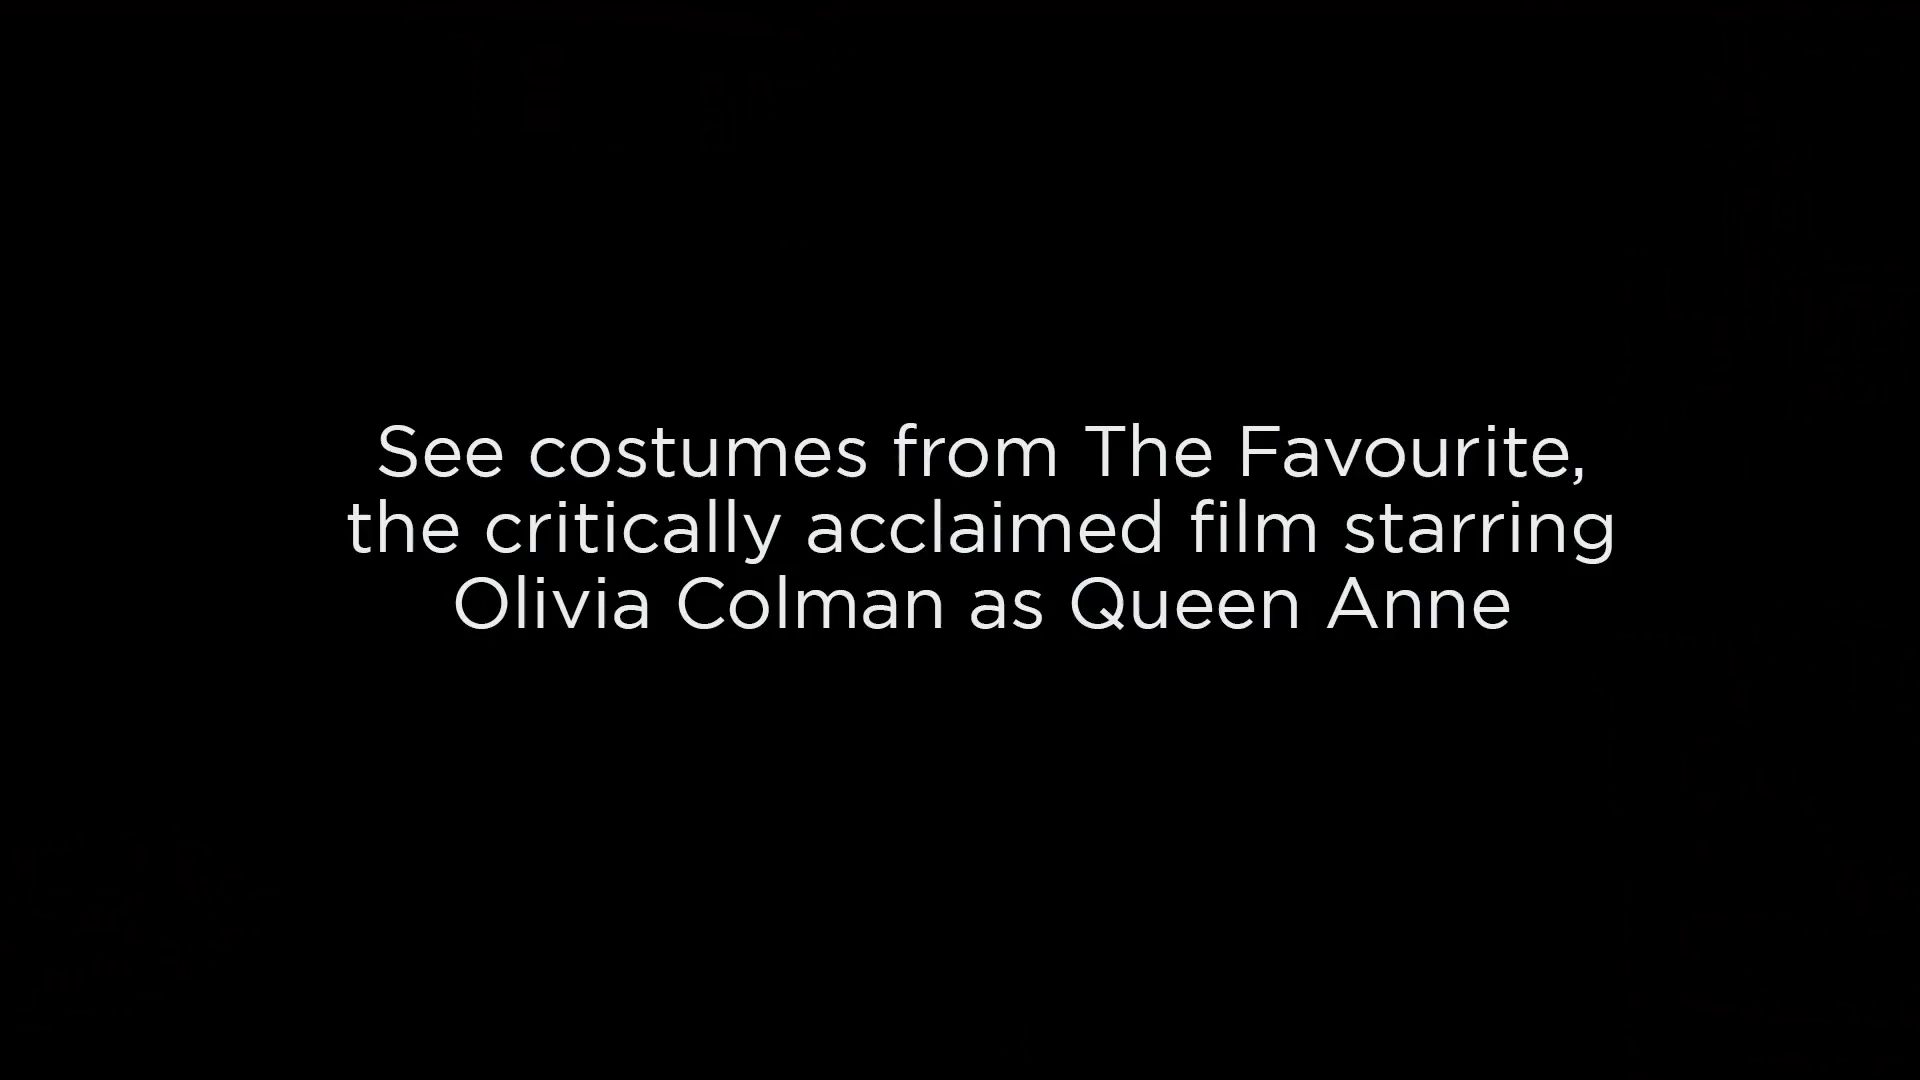 See costumes from The Favourite,
the critically acclaimed film starring
Olivia Colman as Queen Anne